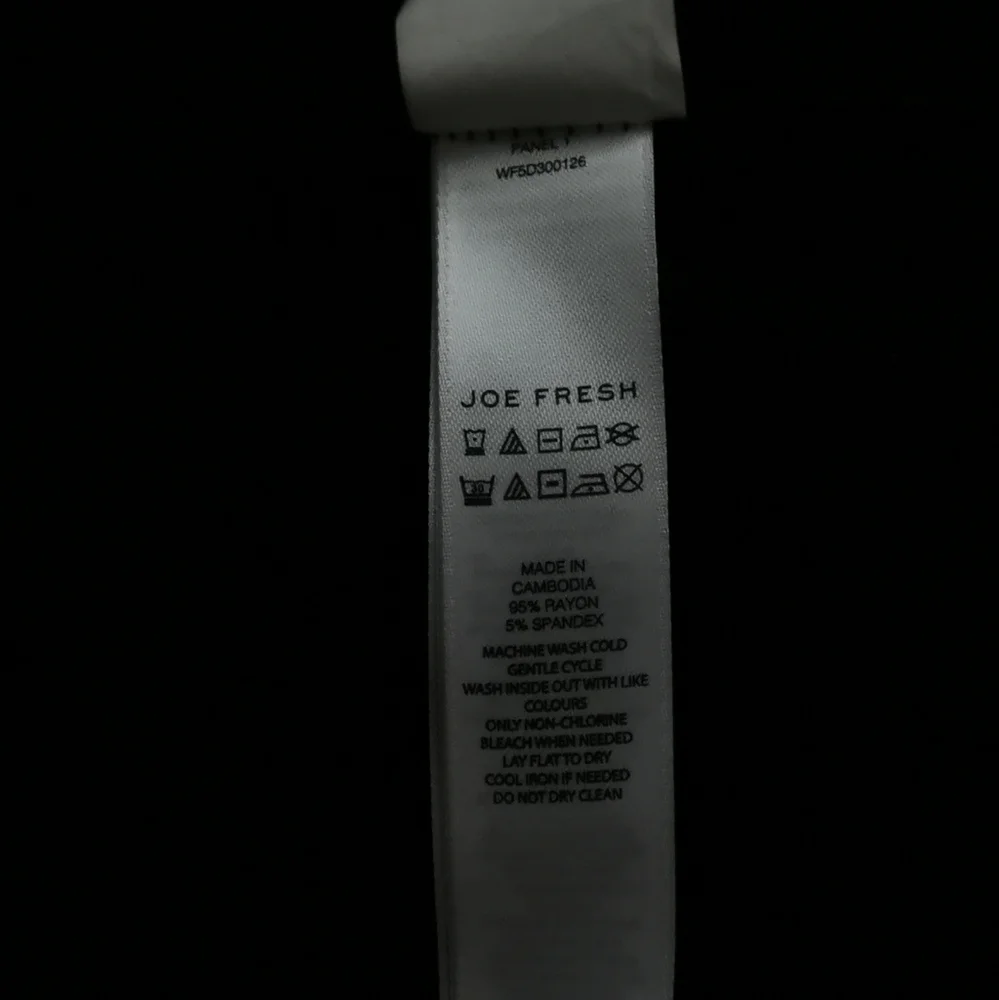 PANEL 1
WF5D300126
JOE FRESH
30
MADE IN
CAMBODIA
95% RAYON
5% SPANDEX
MACHINE WASH COLD
GENTLE CYCLE
WASH INSIDE OUT WITH LIKE
COLOURS
ONLY NON-CHLORINE
BLEACH WHEN NEEDED
LAY FLAT TO DRY
COOL IRON IF NEEDED
DO NOT DRY CLEAN